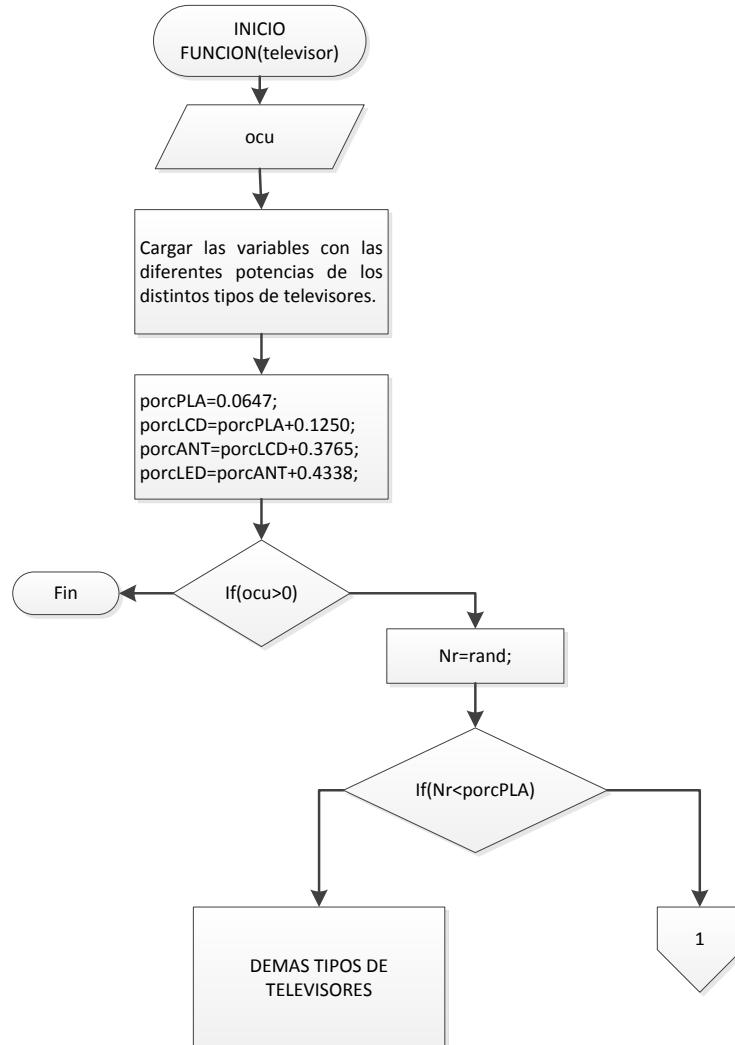 INICIO
FUNCION(televisor)
ocu
Cargar las variables con las
diferentes potencias de los
distintos tipos de televisores.
porcPLA=0.0647;
porcLCD=porcPLA+0.1250;
porcANT=porcLCD+0.3765;
porcLED=porcANT+0.4338;
Fin
If(ocu>0)
Nr=rand;
If(Nr<porcPLA)
DEMAS TIPOS DE
TELEVISORES
1